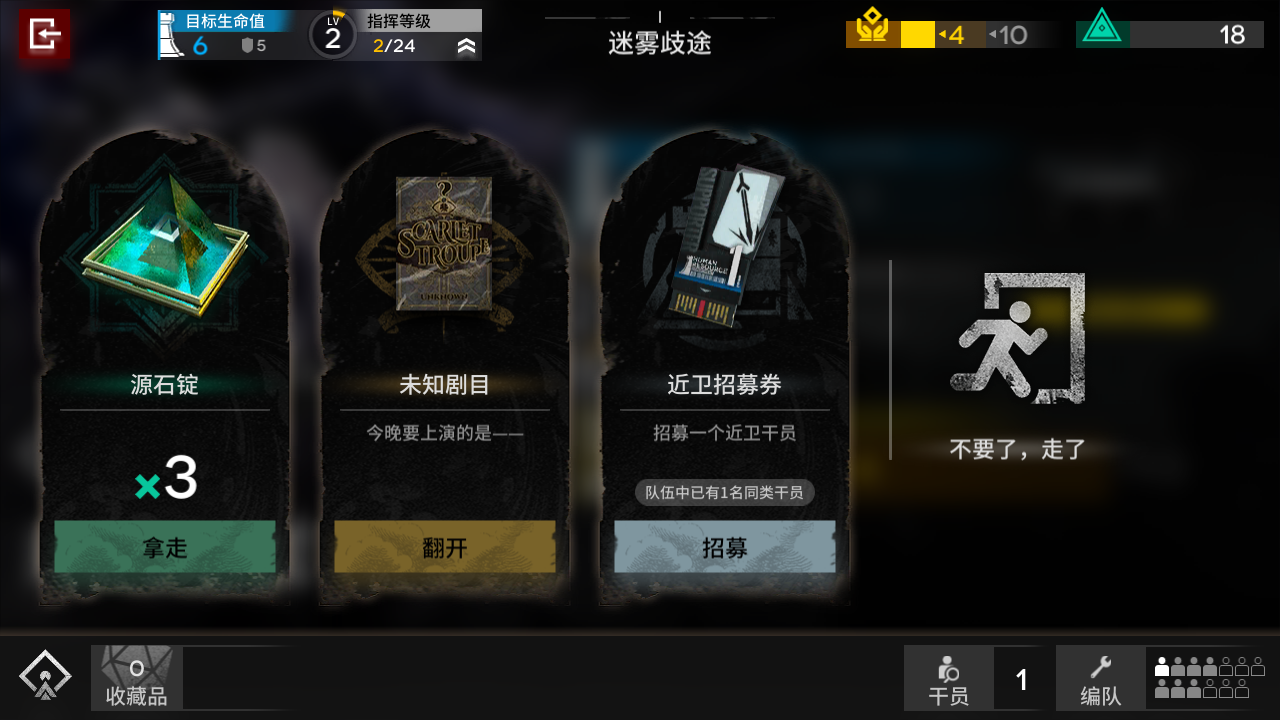 目标生命值
6
5
LV
2
指挥等级
2/24
迷雾歧途
4
10
18
SCARLET
TROUPE
UNKNOWN
HUMAN
RESOURCE
源石锭
×3
拿走
未知剧目
今晚要上演的是——
翻开
近卫招募券
招募一个近卫干员
队伍中已有1名同类干员
招募
不要了，走了
0
收藏品
干员
1
编队